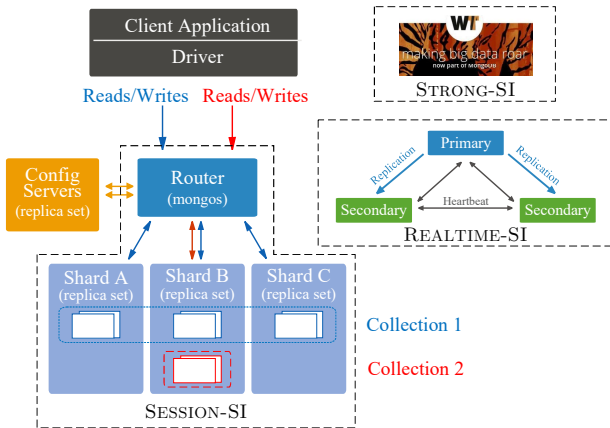 Client Application
Driver
Reads/Writes
Reads/Writes
Config
Servers
(replica set)
Router
(mongos)
Shard A
(replica set)
Shard B
(replica set)
Shard C
(replica set)
Collection 1
Collection 2
SESSION-SI
WT
making big data roar
now part of MongoDB
STRONG-SI
Primary
Replication
Replication
Secondary
Heartbeat
Secondary
REALTIME-SI